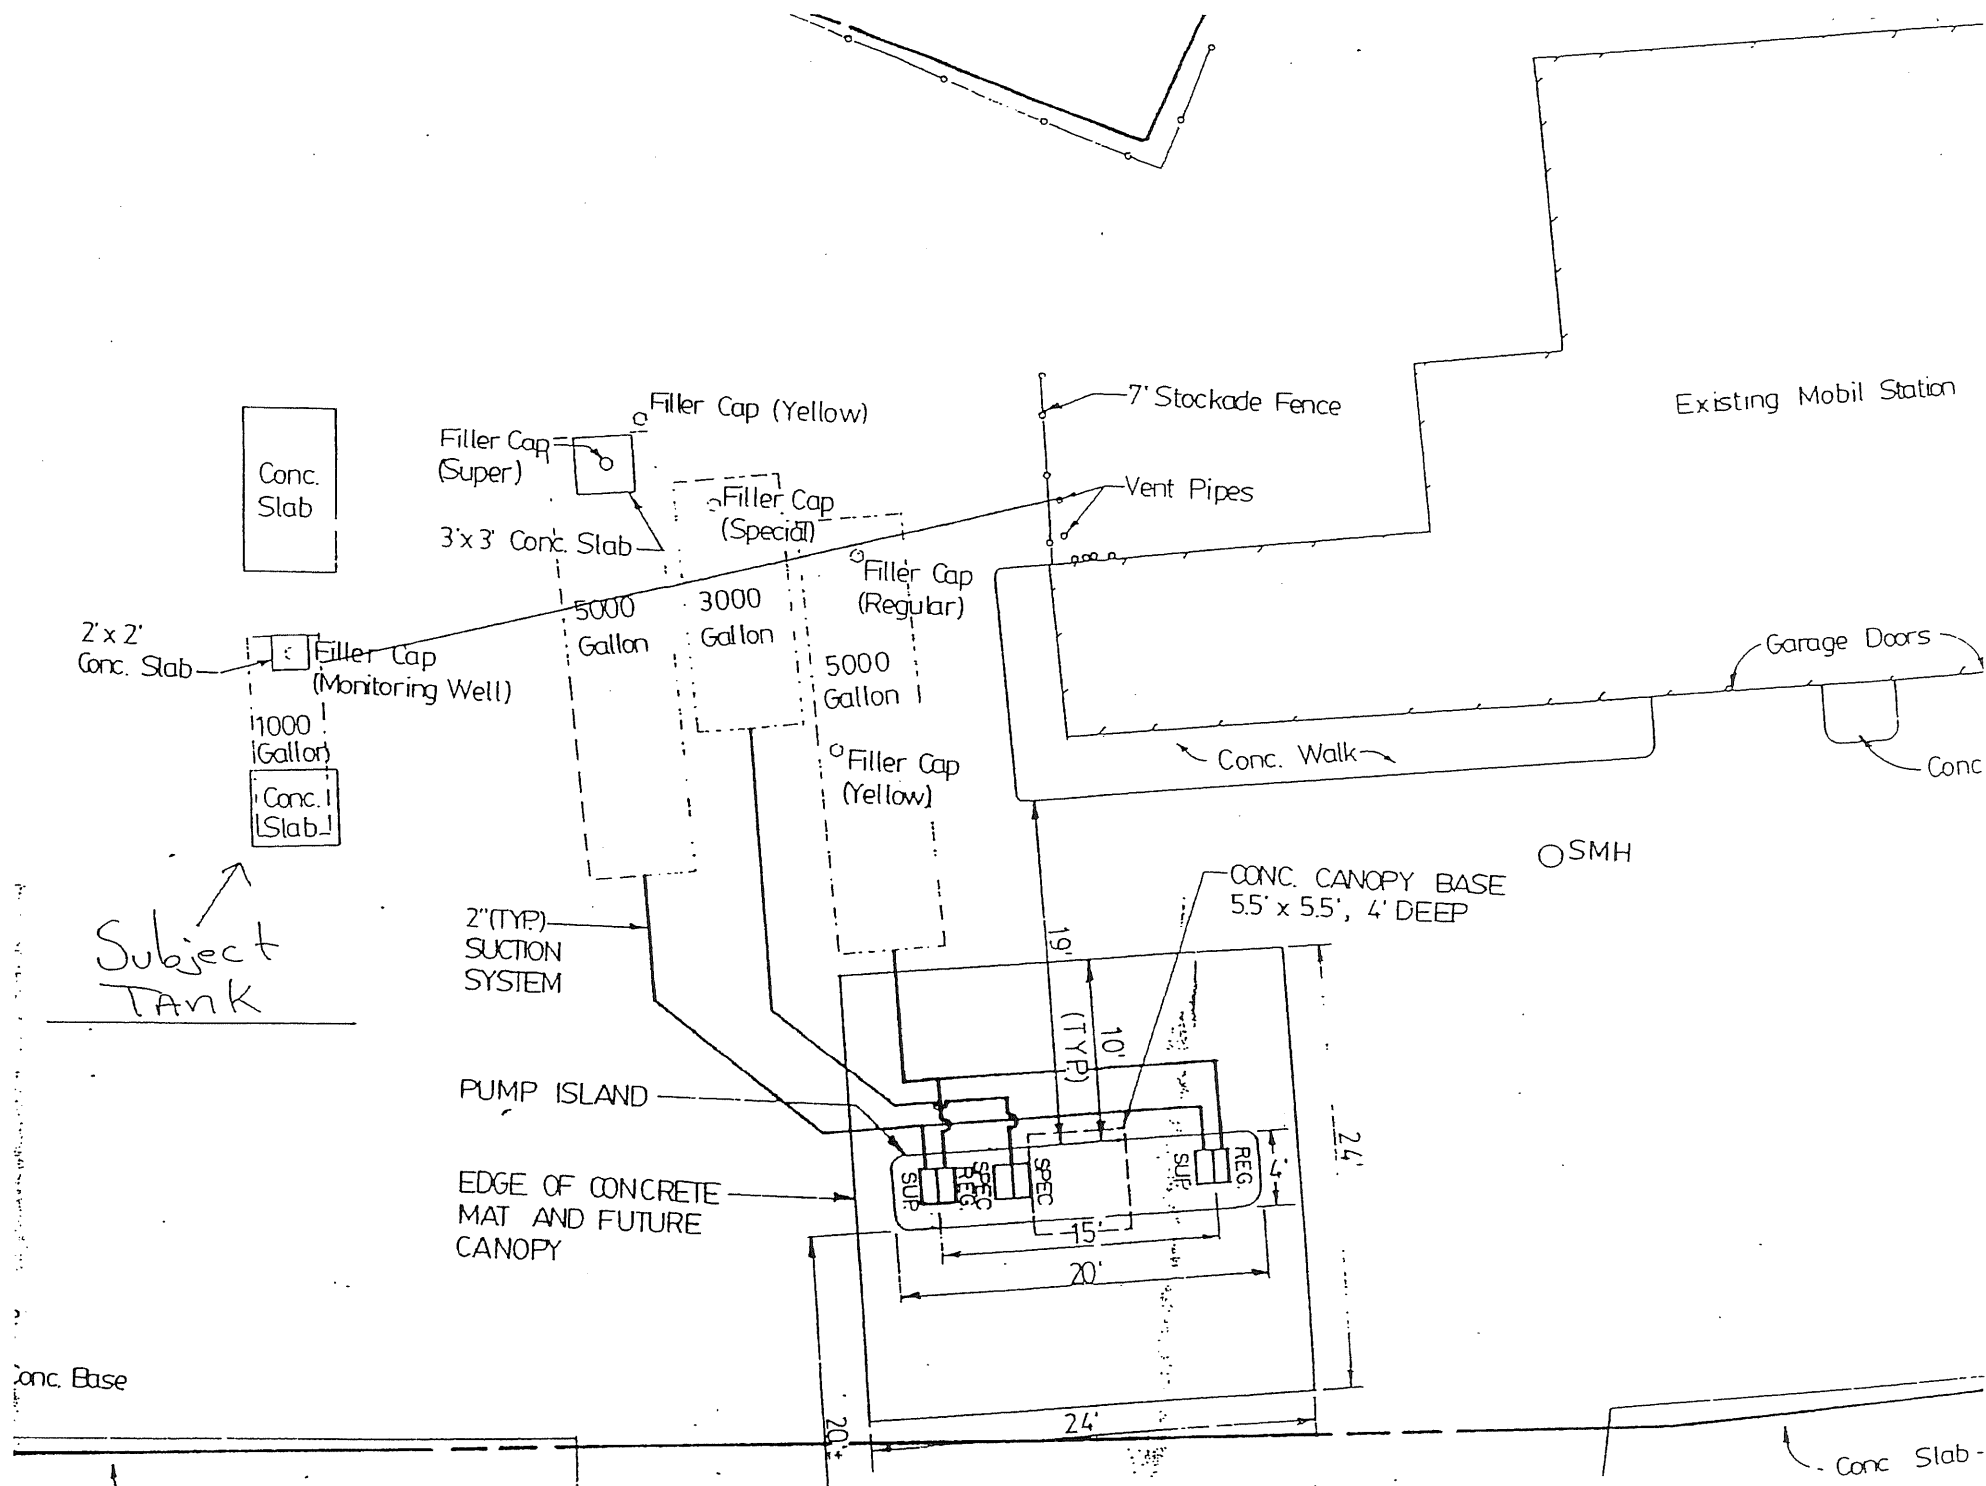 Existing Mobil Station
7' Stockade Fence
Filler Cap (Yellow)
Filler Cap
(Super)
Conc.
Slab
Vent Pipes
Filler Cap
(Special)
3'x 3' Conc. Slab
Filler Cap
(Regular)
5000
Gallon
3000
Gallon
2'x 2'
Conc. Slab
Filler Cap
(Monitoring Well)
Garage Doors
5000
Gallon
1000
Gallon
Filler Cap
(Yellow)
Conc. Walk
Conc
Conc.
Slab
SMH
CONC. CANOPY BASE
5.5' x 5.5', 4' DEEP
Subject
TANK
2"(TYP.)
SUCTION
SYSTEM
19'
10'
(TYP.)
PUMP ISLAND
24'
EDGE OF CONCRETE
MAT AND FUTURE
CANOPY
SUP.
REG.
SPEC
SPEC
SUP.
REG.
4'
15'
20'
Conc. Base
24'
20'±
Conc Slab